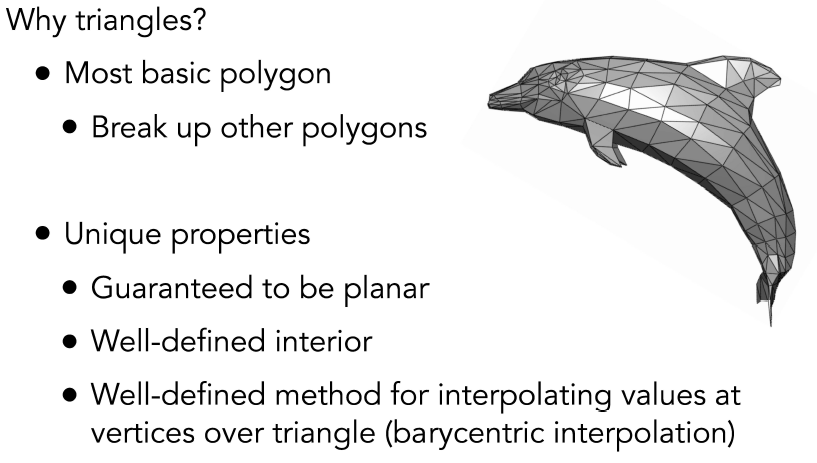 Why triangles?
• Most basic polygon
• Break up other polygons
• Unique properties
• Guaranteed to be planar
• Well-defined interior
• Well-defined method for interpolating values at
vertices over triangle (barycentric interpolation)